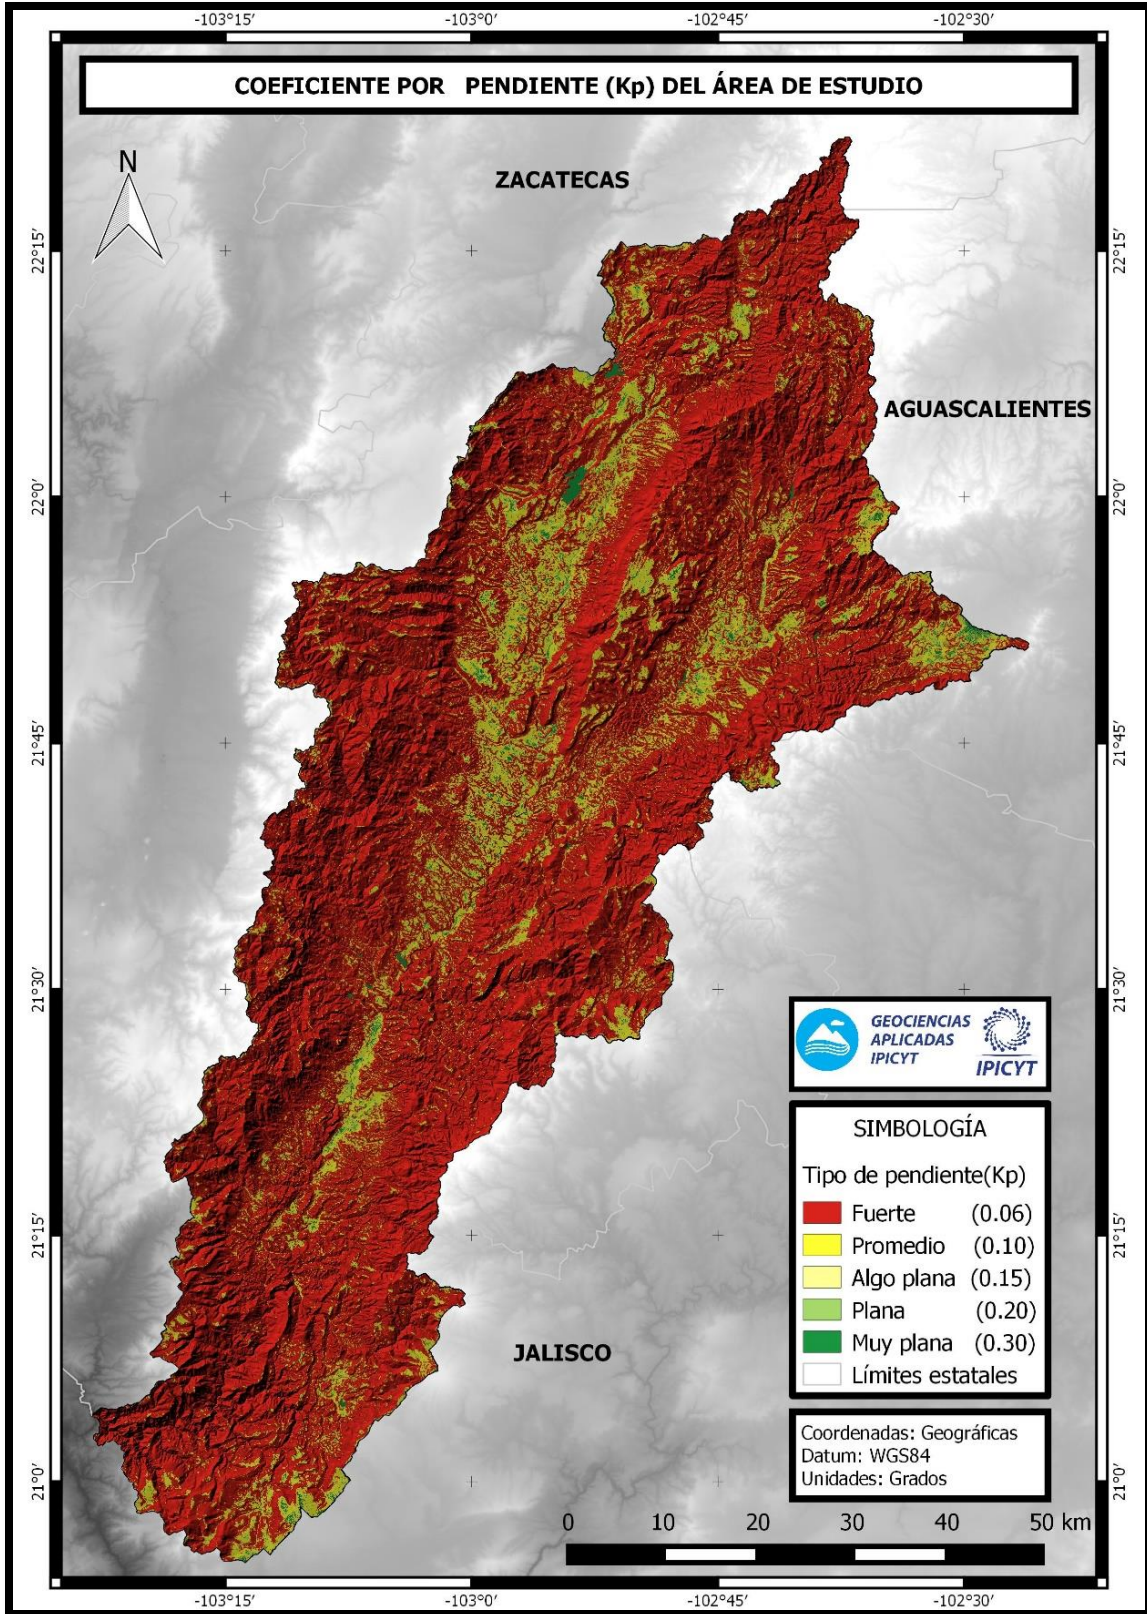 -103°15′ -103°0′ -102°45′ -102°30′
COEFICIENTE POR PENDIENTE (Kp) DEL ÁREA DE ESTUDIO
N
ZACATECAS
22°15′ 22°15′
AGUASCALIENTES
22°0′ 22°0′
21°45′ 21°45′
21°30′ 21°30′
GEOCIENCIAS
APLICADAS
IPICYT
IPICYT
SIMBOLOGÍA
Tipo de pendiente(Kp)
Fuerte (0.06)
Promedio (0.10)
Algo plana (0.15)
Plana (0.20)
Muy plana (0.30)
Límites estatales
21°15′ 21°15′
JALISCO
Coordenadas: Geográficas
Datum: WGS84
Unidades: Grados
21°0′ 21°0′
0 10 20 30 40 50 km
-103°15′ -103°0′ -102°45′ -102°30′